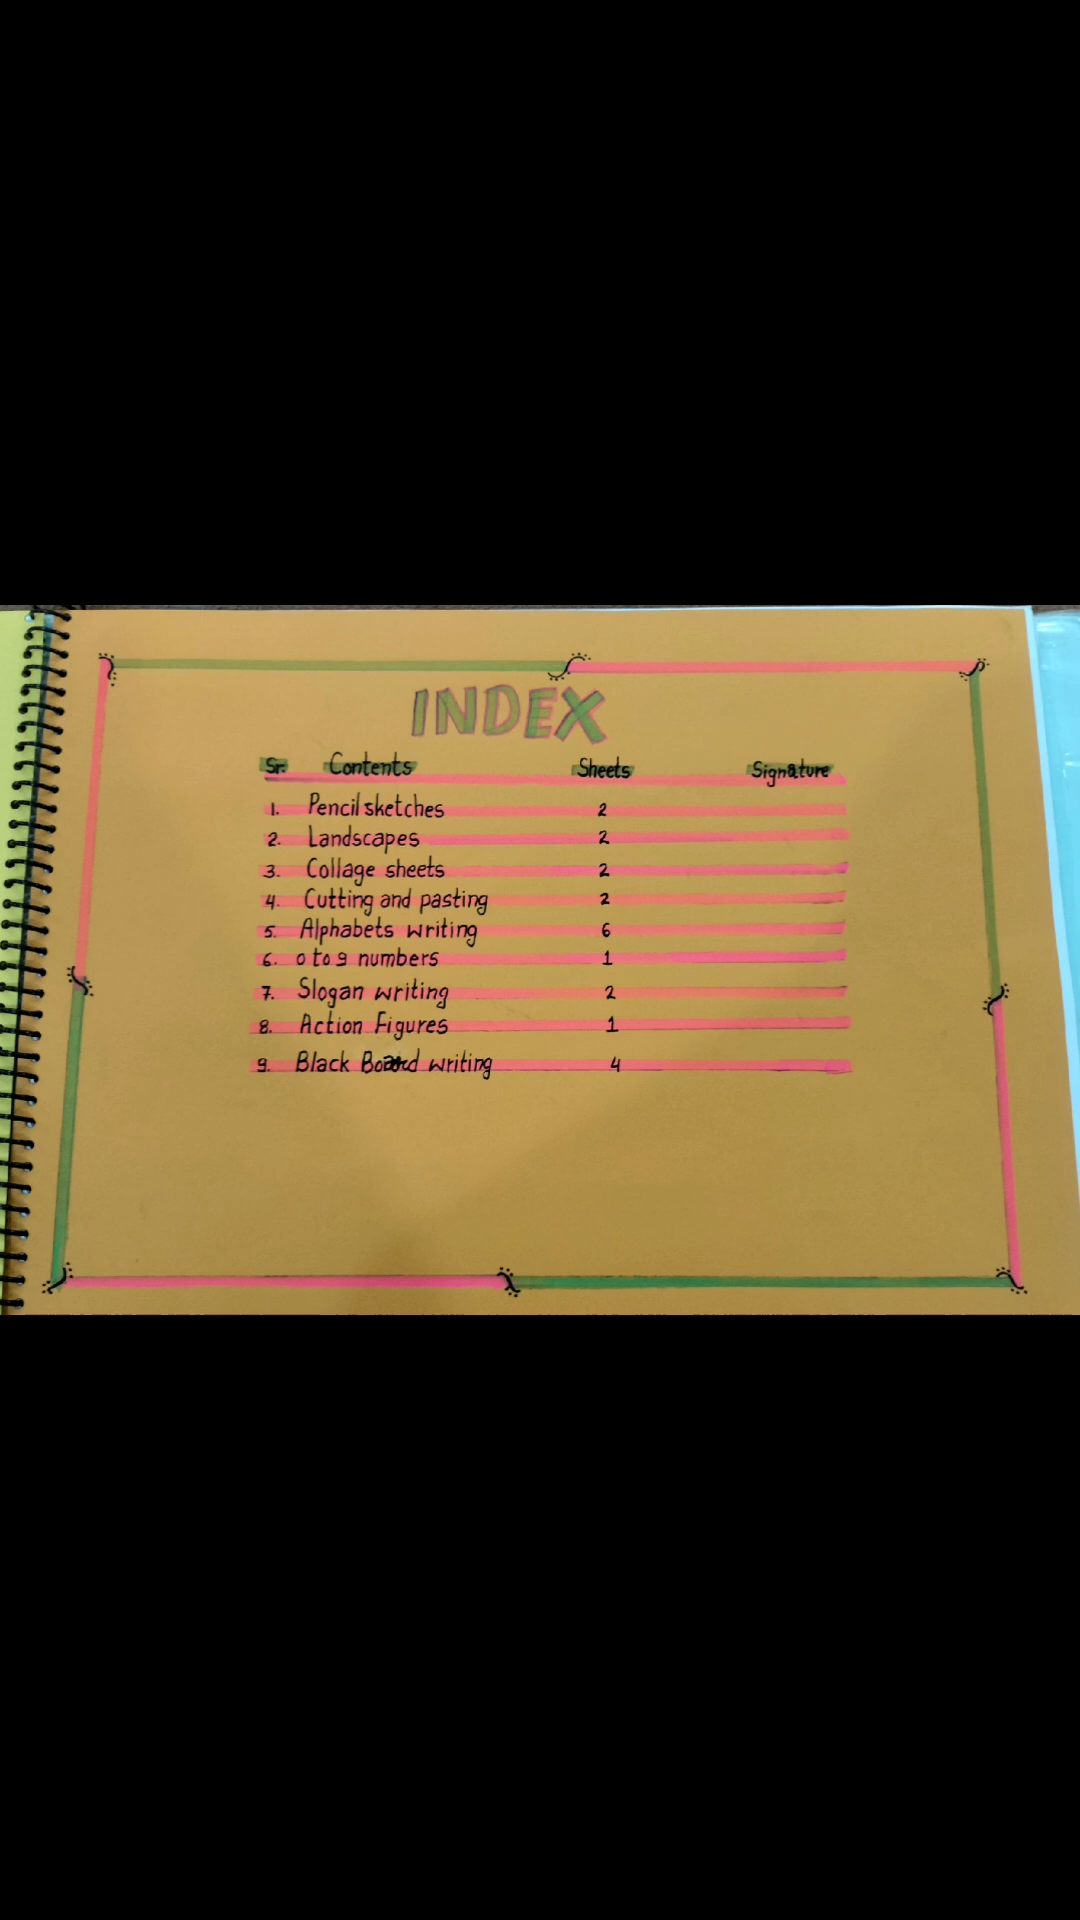 INDEX
Sr. Contents Sheets Signature
1. Pencil sketches 2
2. Landscapes 2
3. Collage sheets 2
4. Cutting and pasting 2
5. Alphabets writing 6
6. 0 to 9 numbers 1
7. Slogan writing 2
8. Action Figures 1
9. Black Board writing 4